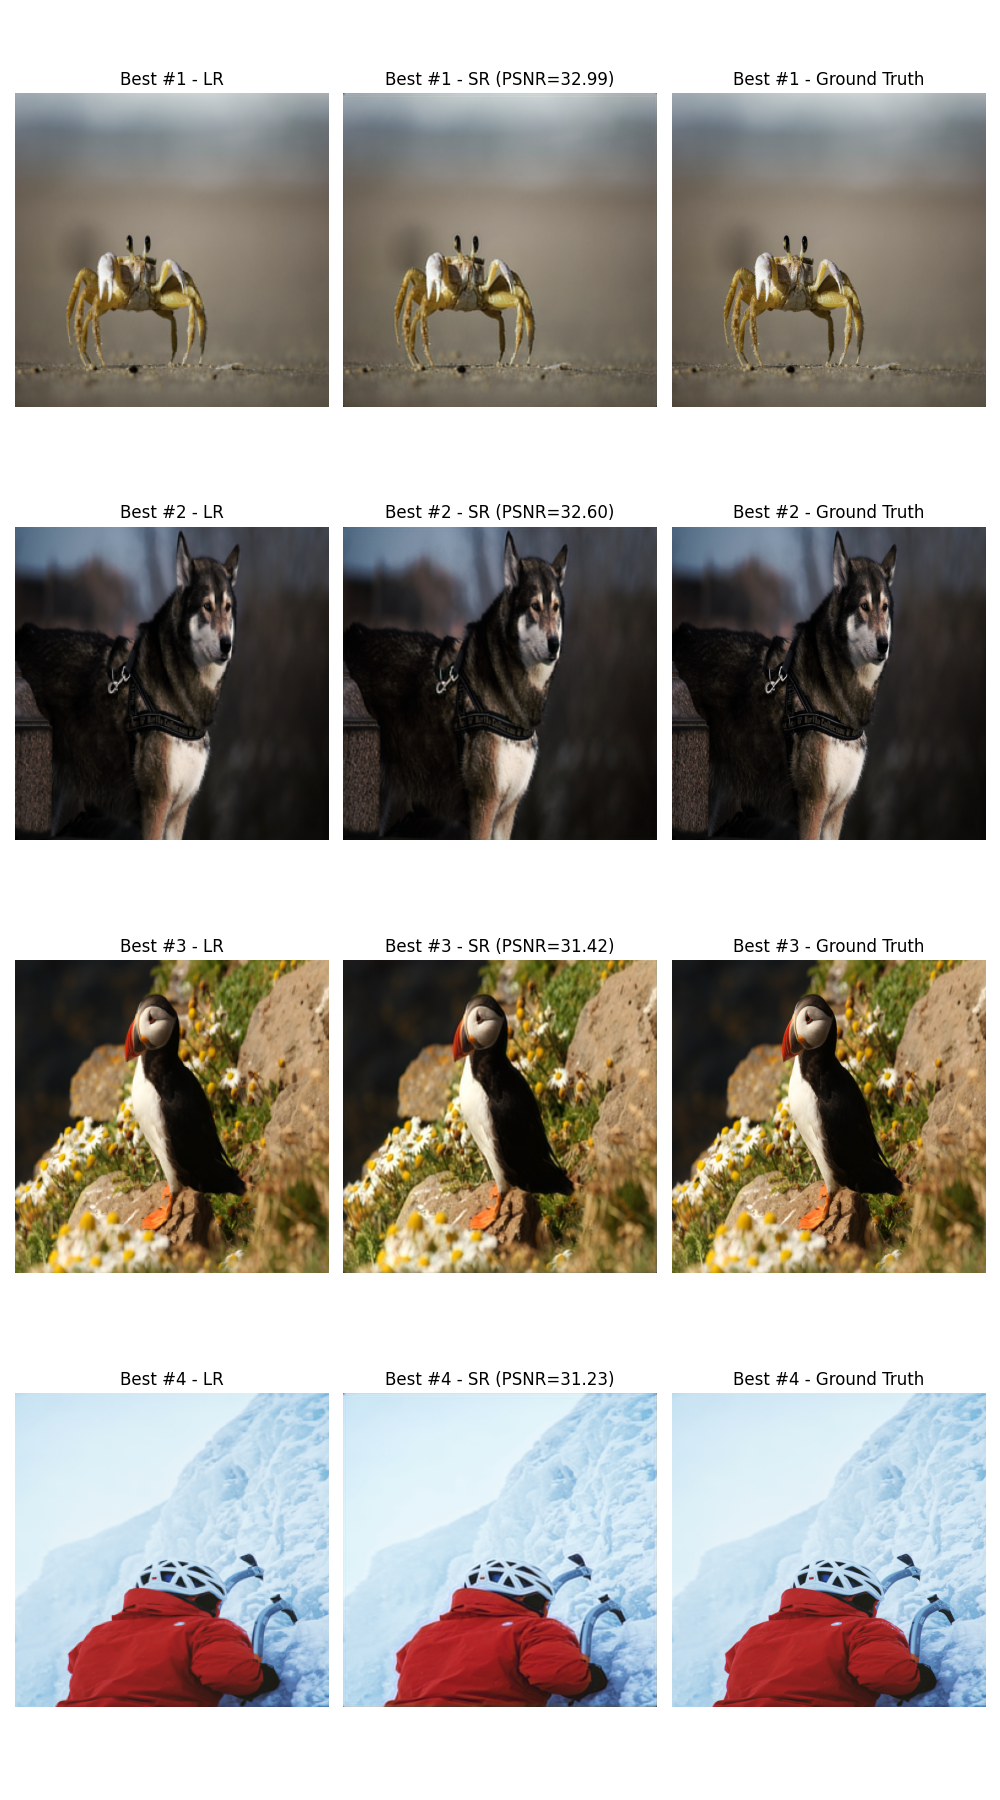 Best #1 - LR
Best #1 - SR (PSNR=32.99)
Best #1 - Ground Truth
Best #2 - LR
Best #2 - SR (PSNR=32.60)
Best #2 - Ground Truth
Best #3 - LR
Best #3 - SR (PSNR=31.42)
Best #3 - Ground Truth
Best #4 - LR
Best #4 - SR (PSNR=31.23)
Best #4 - Ground Truth